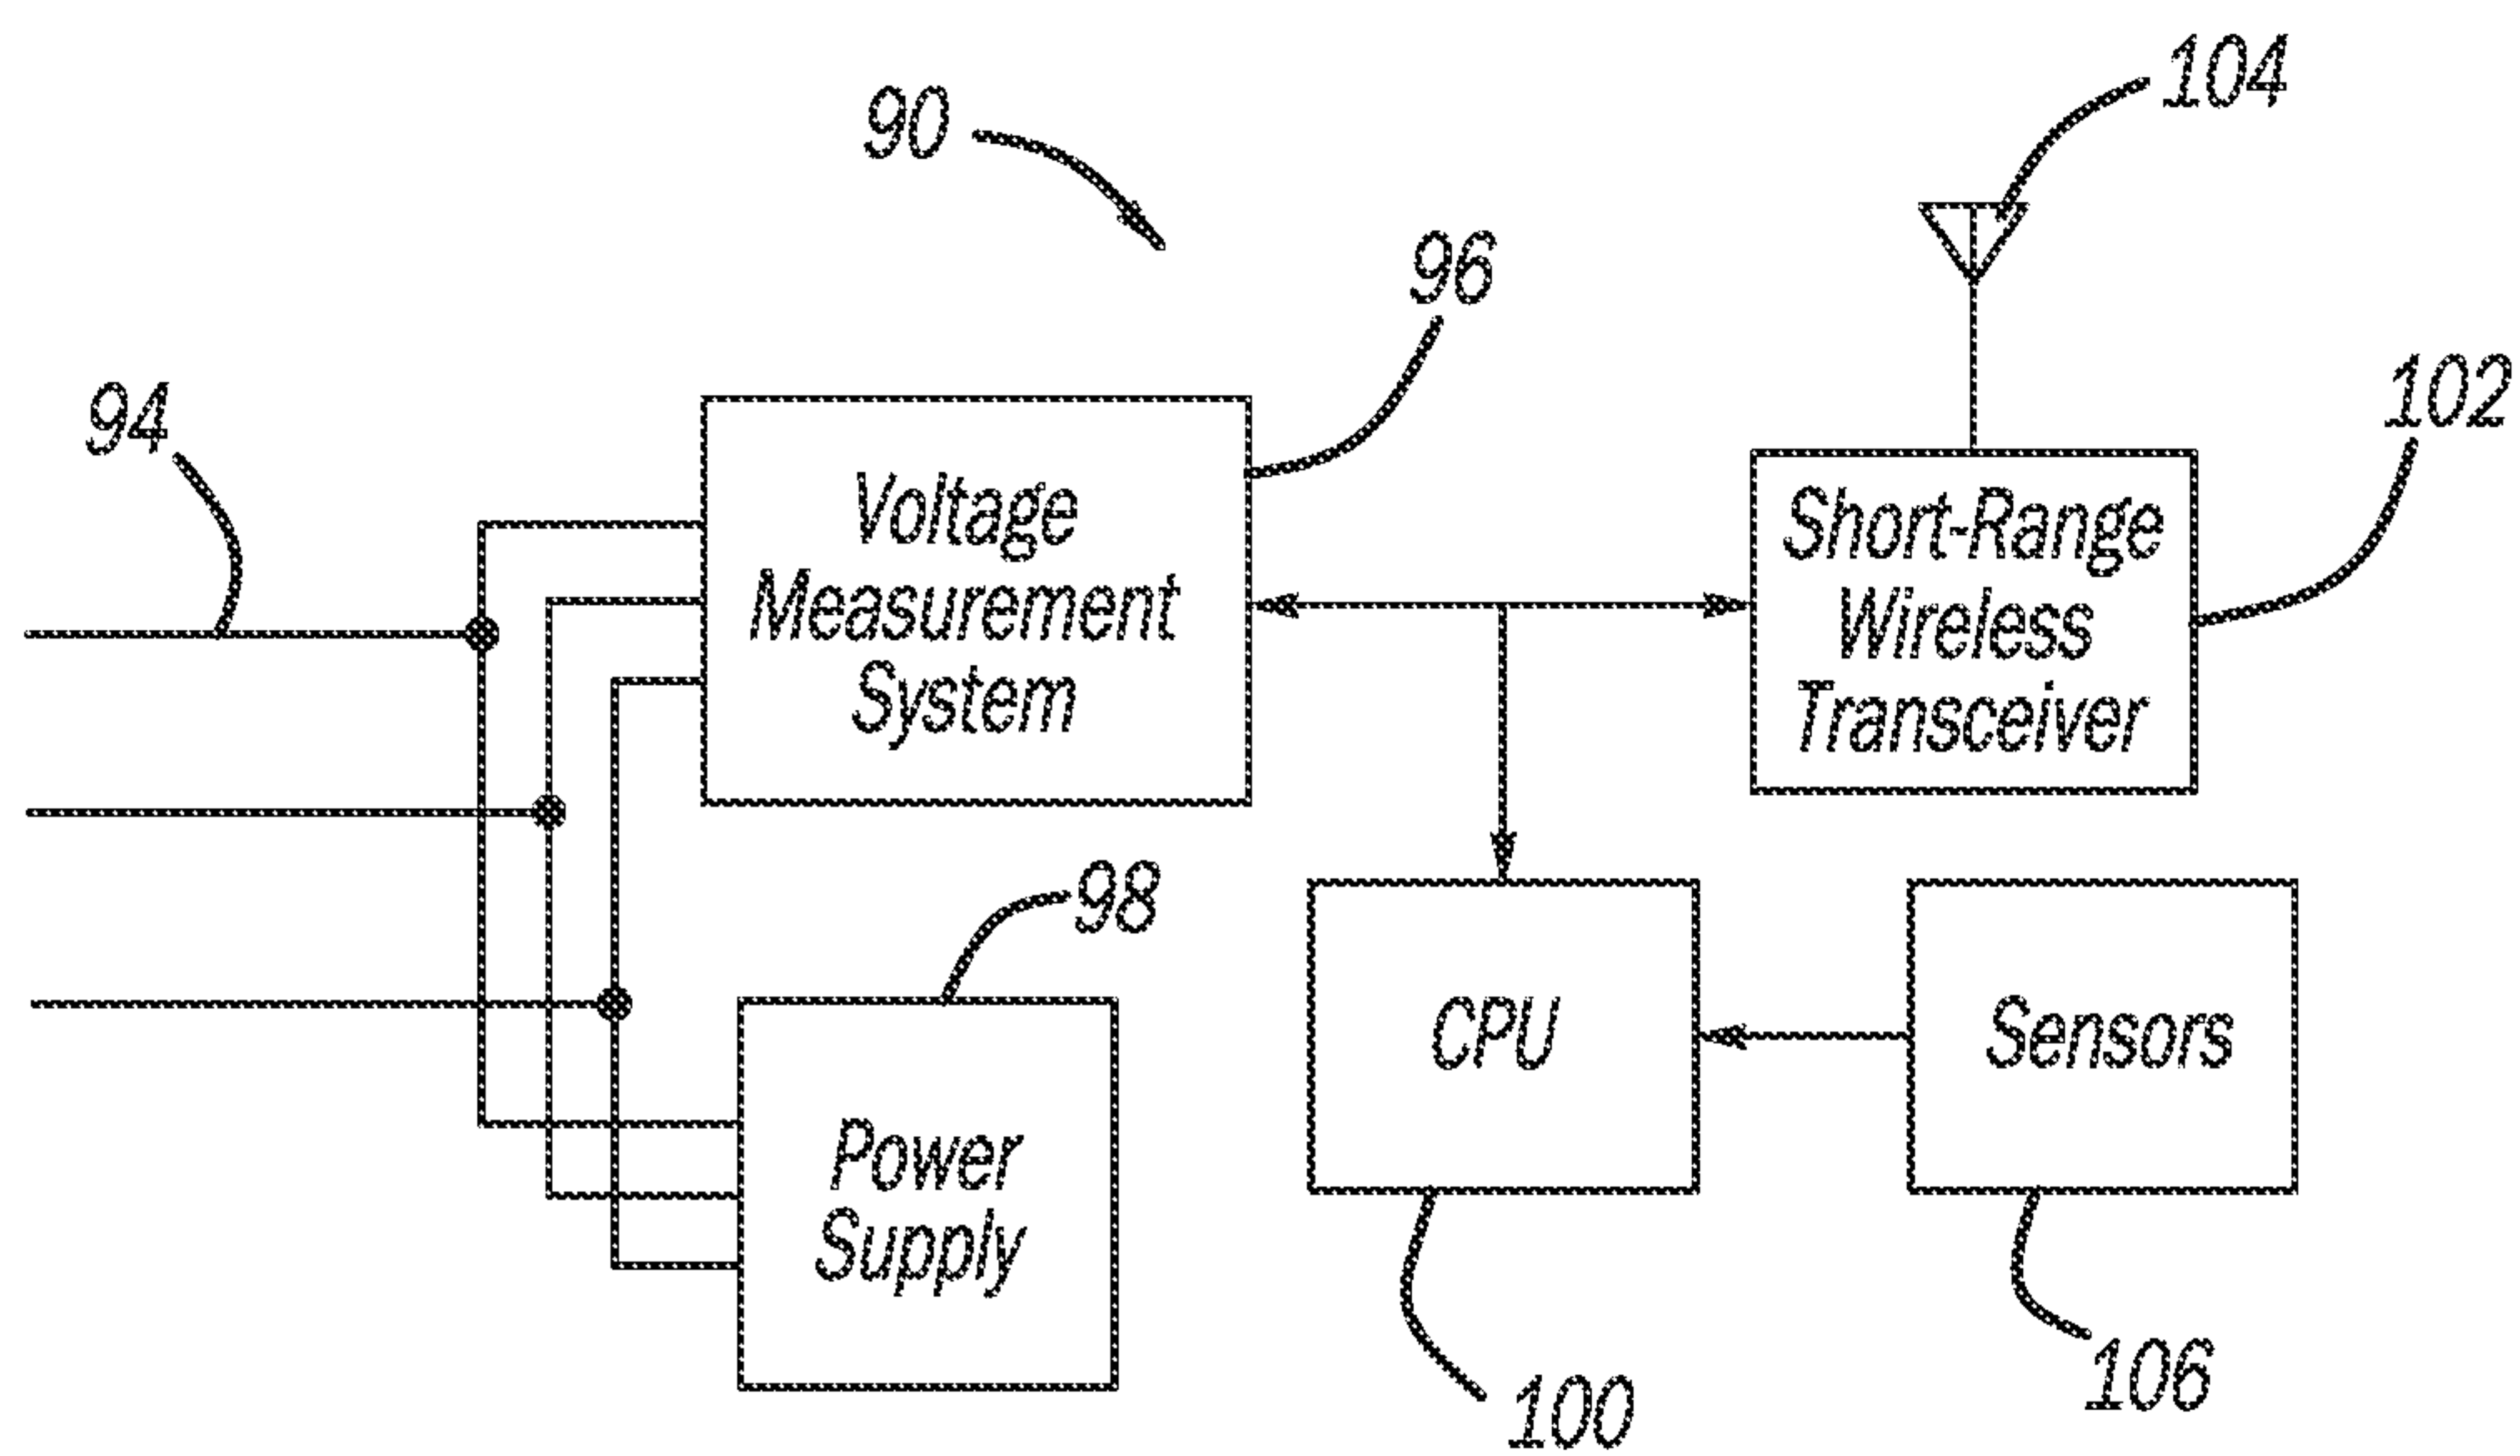 104
90
96
102
94
Voltage
Measurement
System
Short-Range
Wireless
Transceiver
98
CPU
Sensors
Power
Supply
106
100